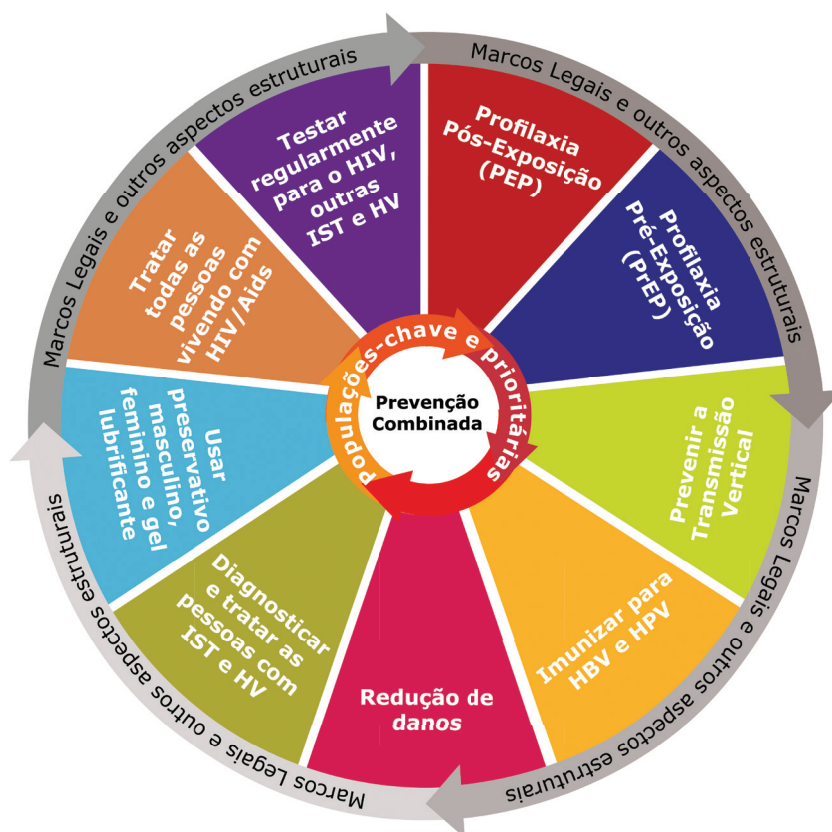 Marcos Legais e outros aspectos estruturais
Marcos Legais e outros aspectos estruturais
Marcos Legais e outros aspectos estruturais
Marcos Legais e outros aspectos estruturais
Profilaxia
Pós-Exposição
(PEP)
Profilaxia
Pré-Exposição
(PrEP)
Prevenir a
Transmissão
Vertical
Imunizar para
HBV e HPV
Redução de
danos
Diagnosticar
e tratar as
pessoas com
IST e HV
Usar
preservativo
masculino,
feminino e gel
lubrificante
Tratar
todas as
pessoas
vivendo com
HIV/Aids
Testar
regularmente
para o HIV,
outras
IST e HV
Populações-chave e prioritárias
Prevenção
Combinada